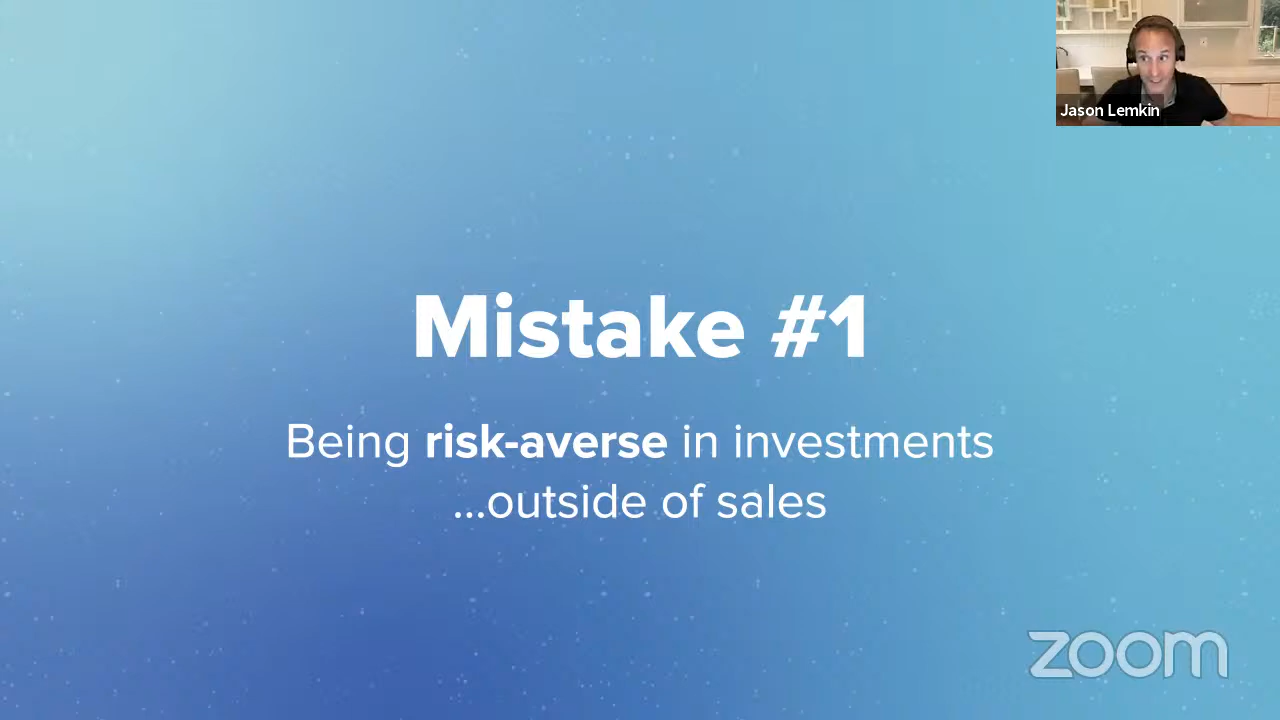 Jason Lemkin
Mistake #1
Being risk-averse in investments
...outside of sales
zoom